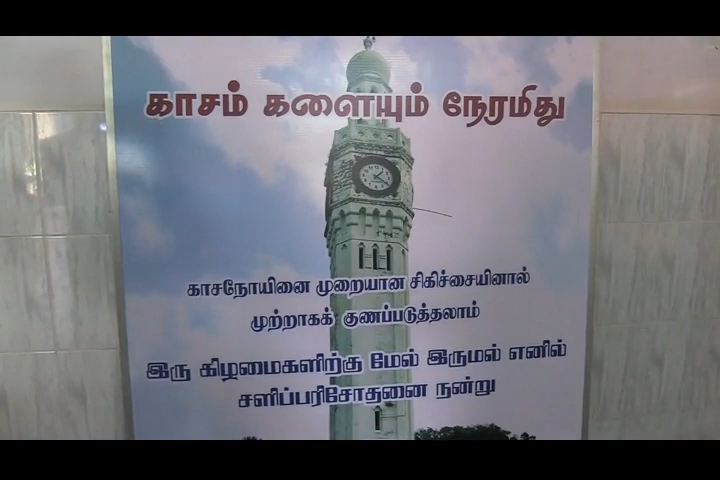 காசம் களையும் நேரமிது
காசநோயினை முறையான சிகிச்சையினால்
முற்றாகக் குணப்படுத்தலாம்
இரு கிழமைகளிற்கு மேல் இருமல் எனில்
சளிப்பரிசோதனை நன்று